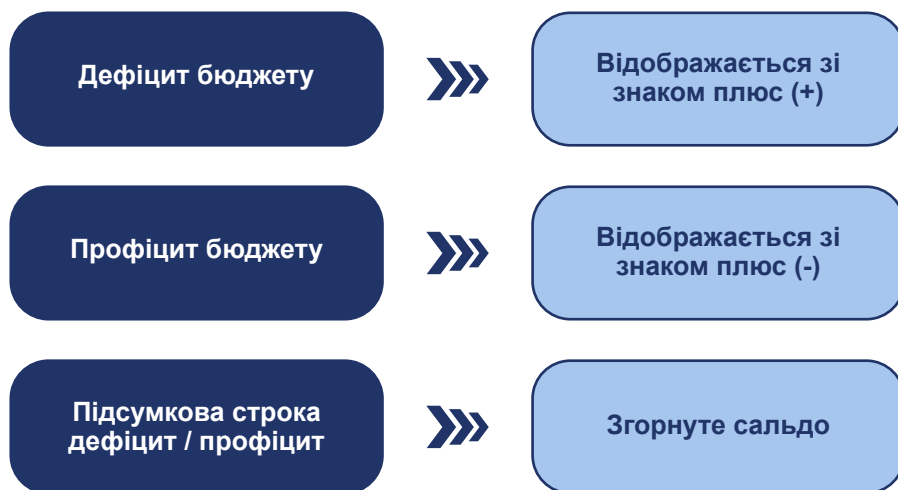 Дефіцит бюджету
Відображається зі
знаком плюс (+)
Профіцит бюджету
Відображається зі
знаком плюс (-)
Підсумкова строка
дефіцит / профіцит
Згорнуте сальдо